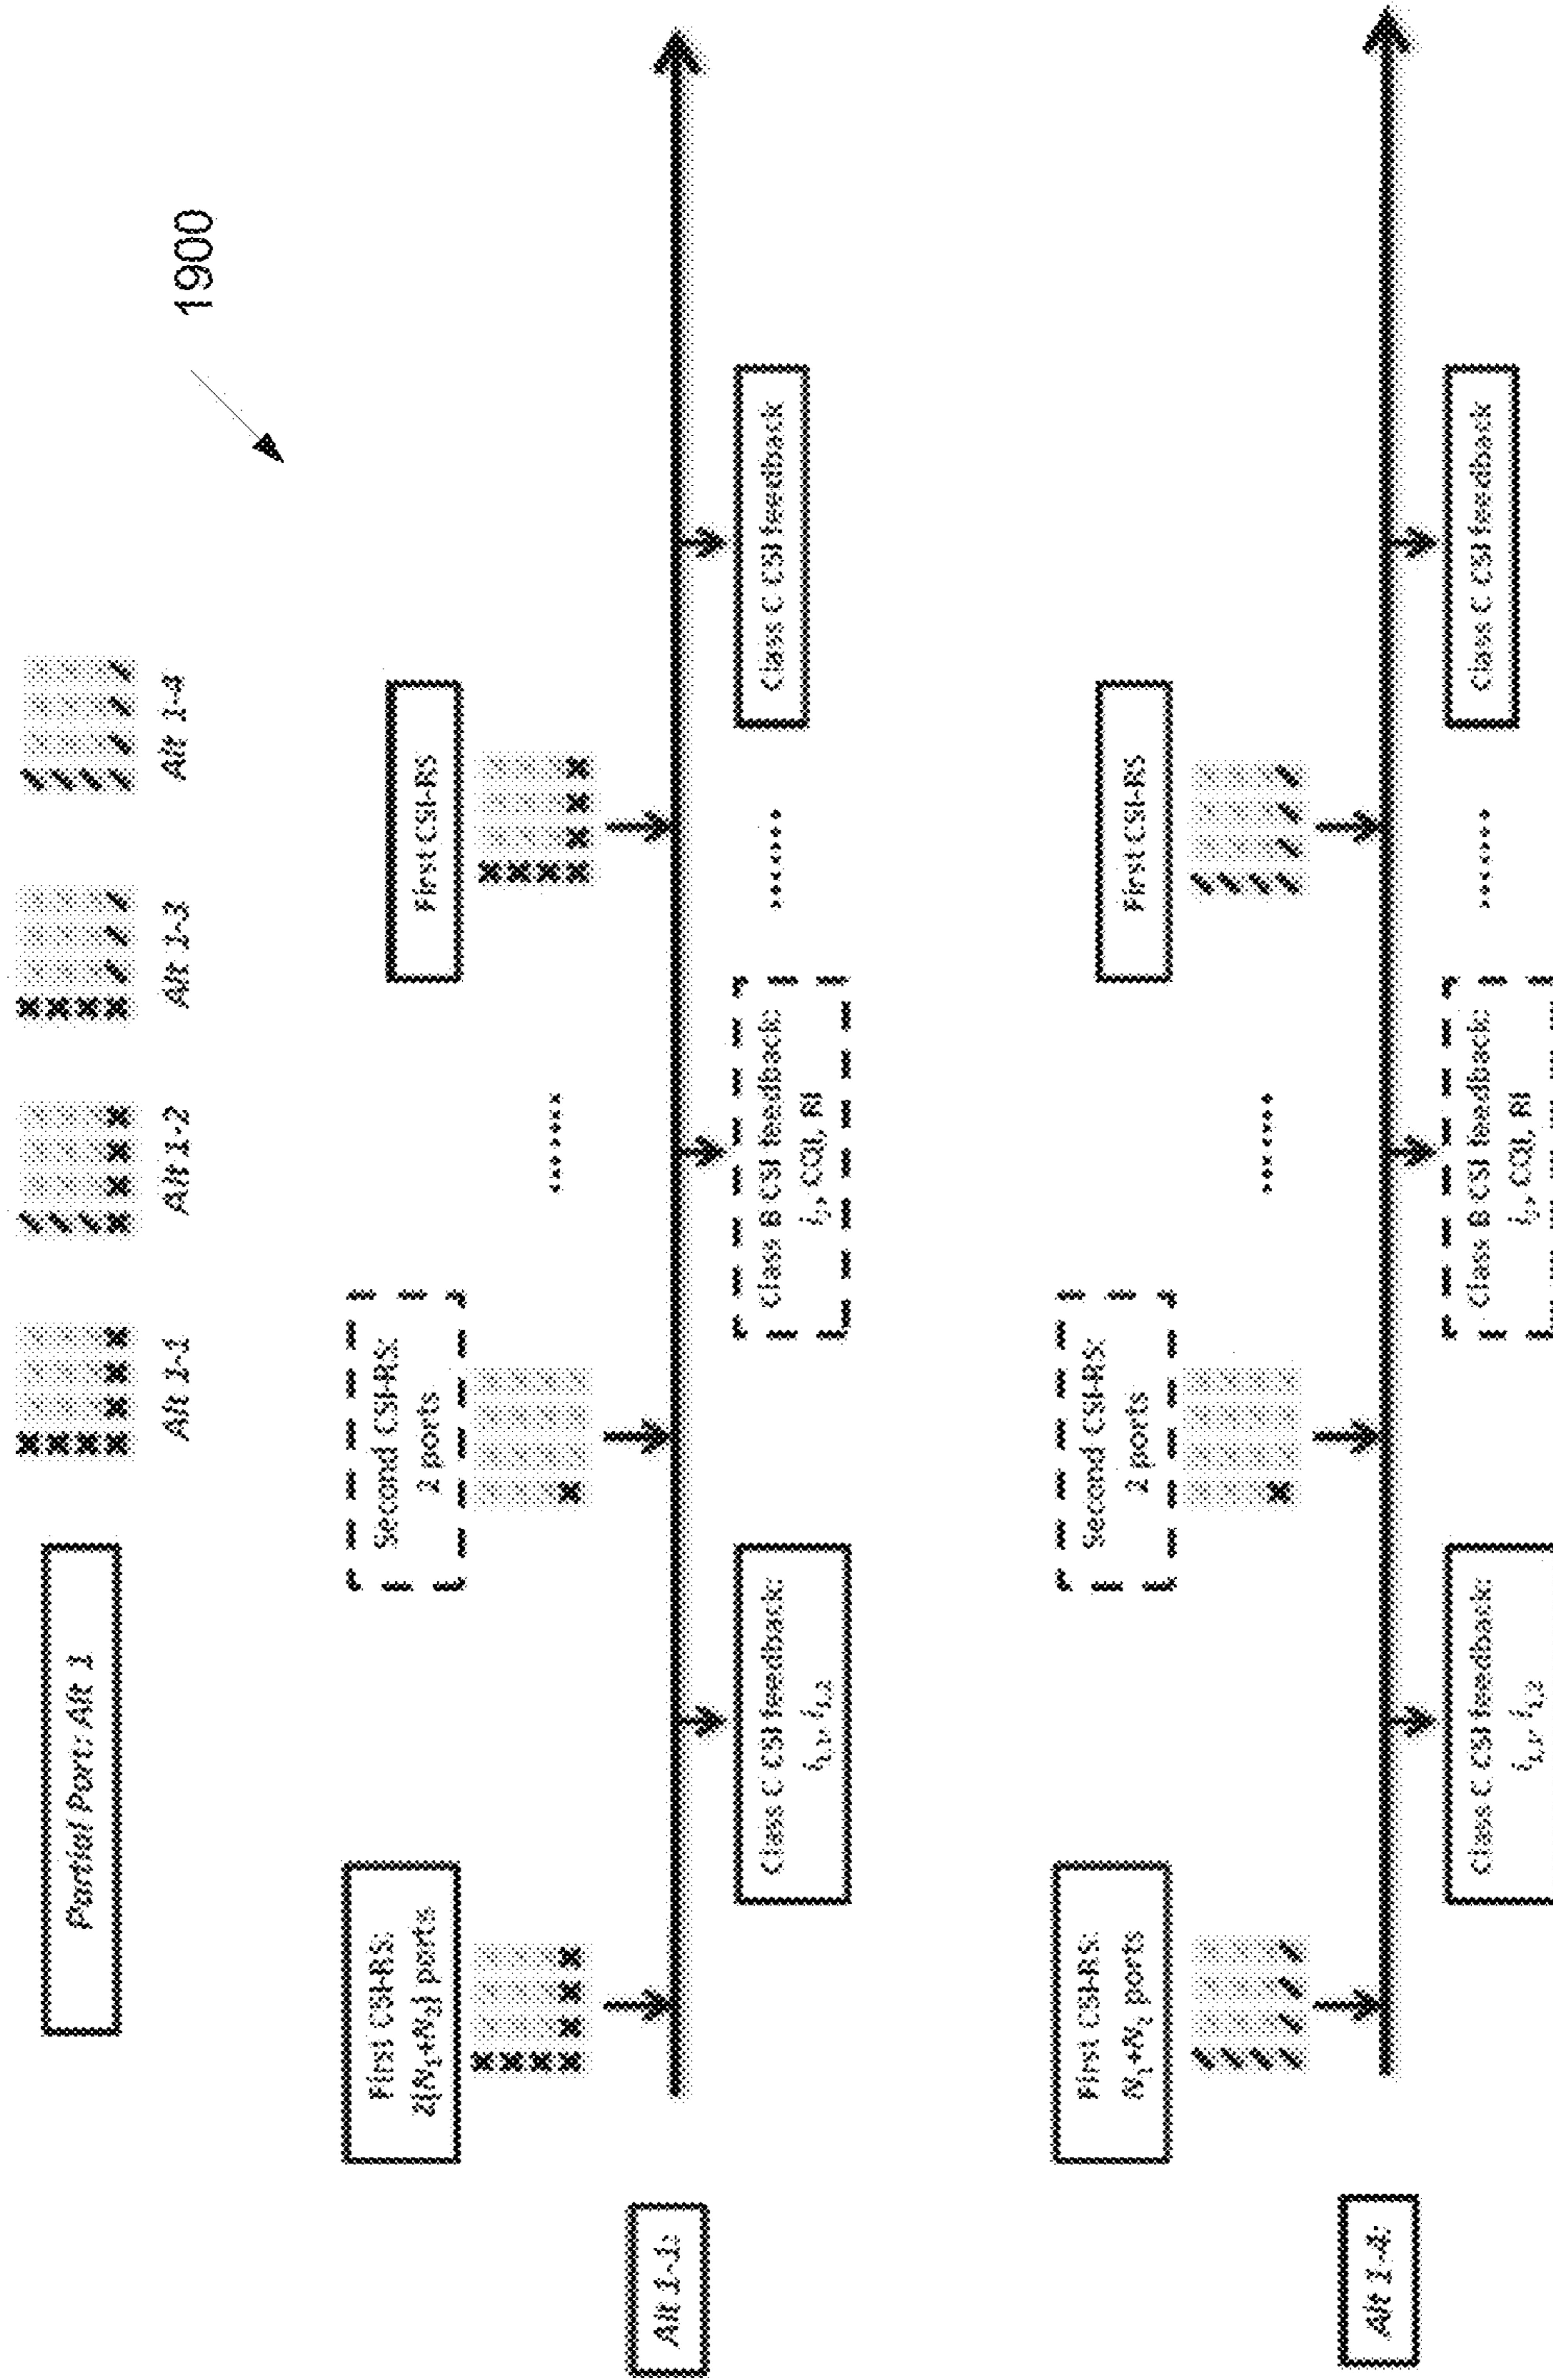 1900
Partial Port: Alt 1
Alt 1-1
Alt 1-2
Alt 1-3
Alt 1-4
Alt 1-1:
First CSI-RS:
2(N₁+N₂) ports
Second CSI-RS:
2 ports
......
First CSI-RS
Class C CSI feedback:
i₁,₁, i₁,₂
Class B CSI feedback:
i₂, CQI, RI
......
Class C CSI feedback
Alt 1-4:
First CSI-RS:
N₁+N₂ ports
Second CSI-RS:
2 ports
......
First CSI-RS
Class C CSI feedback:
i₁,₁, i₁,₂
Class B CSI feedback:
i₂, CQI, RI
......
Class C CSI feedback